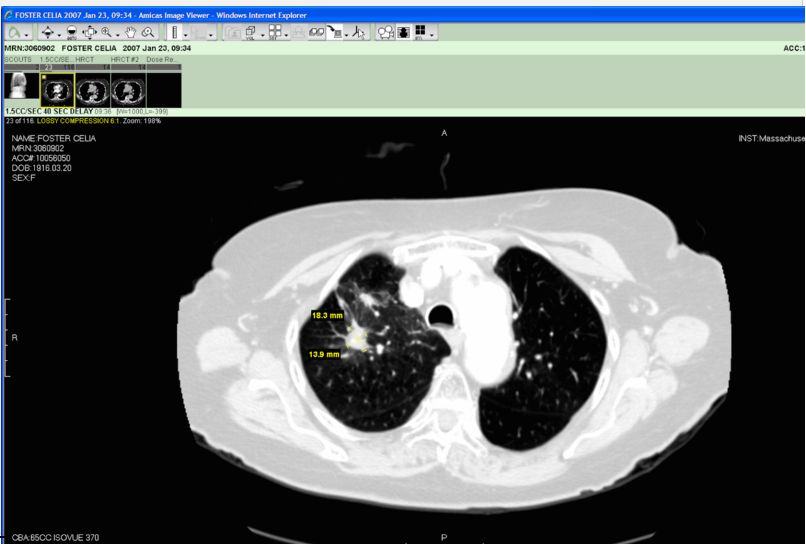 FOSTER CELIA 2007 Jan 23, 09:34 - Amicas Image Viewer - Windows Internet Explorer
MRN:3060902 FOSTER CELIA 2007 Jan 23, 09:34 ACC:1
SCOUTS 1.5CC/SE... HRCT HRCT #2 Dose Re...
1.5CC/SEC 40 SEC DELAY 09:36 [W=1000,L=-399]
23 of 116. LOSSY COMPRESSION 6:1. Zoom: 198%
A
NAME:FOSTER CELIA INST:Massachuse
MRN:3060902
ACC#:10056050
DOB:1916.03.20
SEX:F
18.3 mm
R
13.9 mm
CBA:65CC ISOVUE 370 P